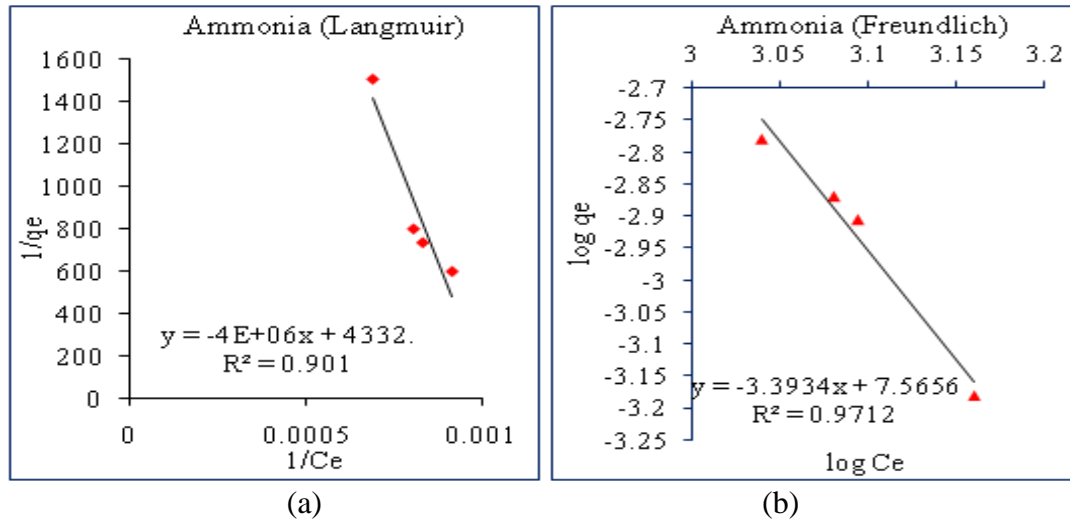 Ammonia (Langmuir)
1600
1400
1200
1000
800
600
400
200
0
1/qe
y = -4E+06x + 4332.
R² = 0.901
0
0.0005
0.001
1/Ce
(a)
Ammonia (Freundlich)
3
3.05
3.1
3.15
3.2
-2.7
-2.75
-2.8
-2.85
-2.9
-2.95
-3
-3.05
-3.1
-3.15
-3.2
-3.25
log qe
y = -3.3934x + 7.5656
R² = 0.9712
log Ce
(b)